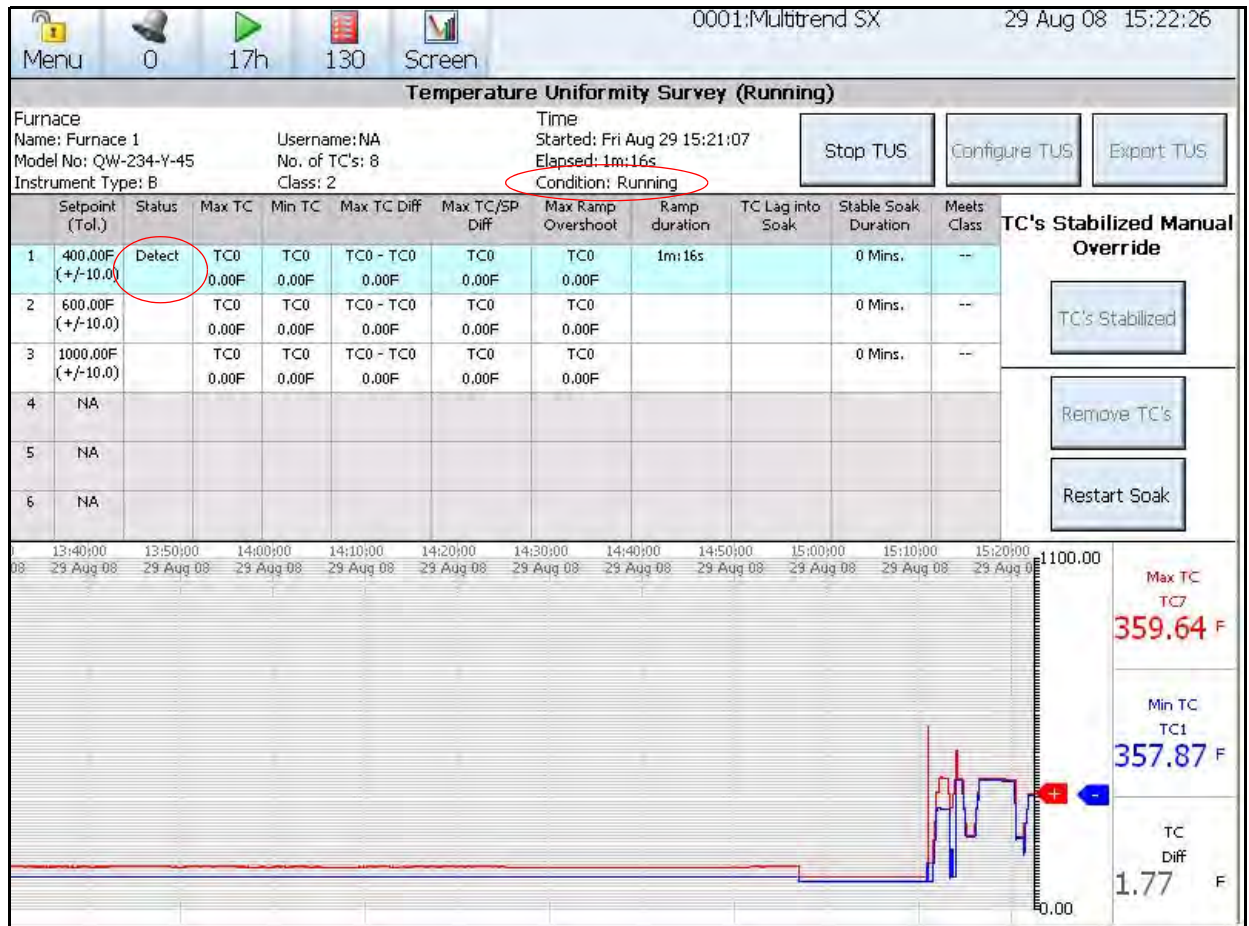 0001:Multitrend SX 29 Aug 08 15:22:26
Menu 0 17h 130 Screen
Temperature Uniformity Survey (Running)
Furnace
Name: Furnace 1
Model No: QW-234-Y-45
Instrument Type: B
Username: NA
No. of TC's: 8
Class: 2
Time
Started: Fri Aug 29 15:21:07
Elapsed: 1m:16s
Condition: Running
Stop TUS
Configure TUS
Export TUS
Setpoint (Tol.) Status Max TC Min TC Max TC Diff Max TC/SP Diff Max Ramp Overshoot Ramp duration TC Lag into Soak Stable Soak Duration Meets Class
1 400.00F Detect TC0 TC0 TC0 - TC0 TC0 TC0 1m:16s 0 Mins. --
(+/-10.0) 0.00F 0.00F 0.00F 0.00F 0.00F
2 600.00F TC0 TC0 TC0 - TC0 TC0 TC0 0 Mins. --
(+/-10.0) 0.00F 0.00F 0.00F 0.00F 0.00F
3 1000.00F TC0 TC0 TC0 - TC0 TC0 TC0 0 Mins. --
(+/-10.0) 0.00F 0.00F 0.00F 0.00F 0.00F
4 NA
5 NA
6 NA
TC's Stabilized Manual
Override
TC's Stabilized
Remove TC's
Restart Soak
13:40:00 13:50:00 14:00:00 14:10:00 14:20:00 14:30:00 14:40:00 14:50:00 15:00:00 15:10:00 15:20:00
08 29 Aug 08 29 Aug 08 29 Aug 08 29 Aug 08 29 Aug 08 29 Aug 08 29 Aug 08 29 Aug 08 29 Aug 08 29 Aug 08 29 Aug 0
1100.00
0.00
+ -
Max TC
TC7
359.64 F
Min TC
TC1
357.87 F
TC
Diff
1.77 F